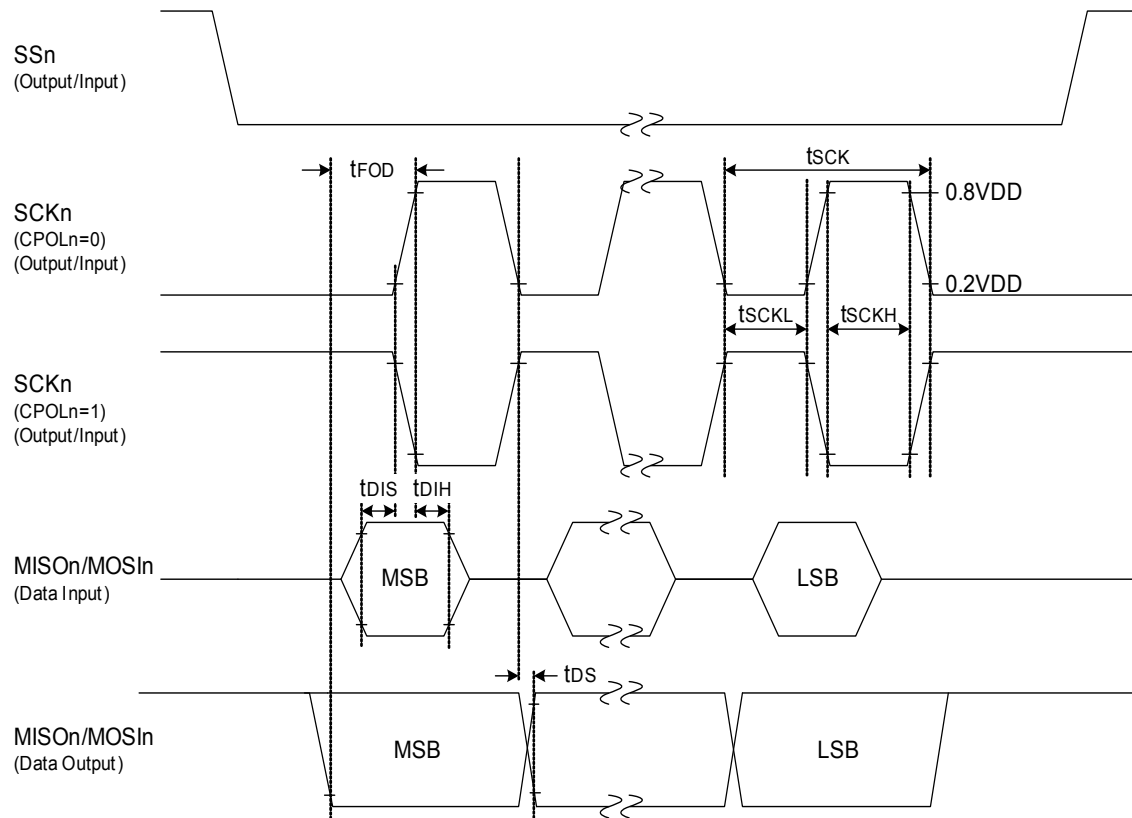 SSn
(Output/Input)
tFOD
tSCK
SCKn
(CPOLn=0)
(Output/Input)
0.8VDD
0.2VDD
tSCKL
tSCKH
SCKn
(CPOLn=1)
(Output/Input)
tDIS
tDIH
MISOn/MOSIn
(Data Input)
MSB
LSB
tDS
MISOn/MOSIn
(Data Output)
MSB
LSB